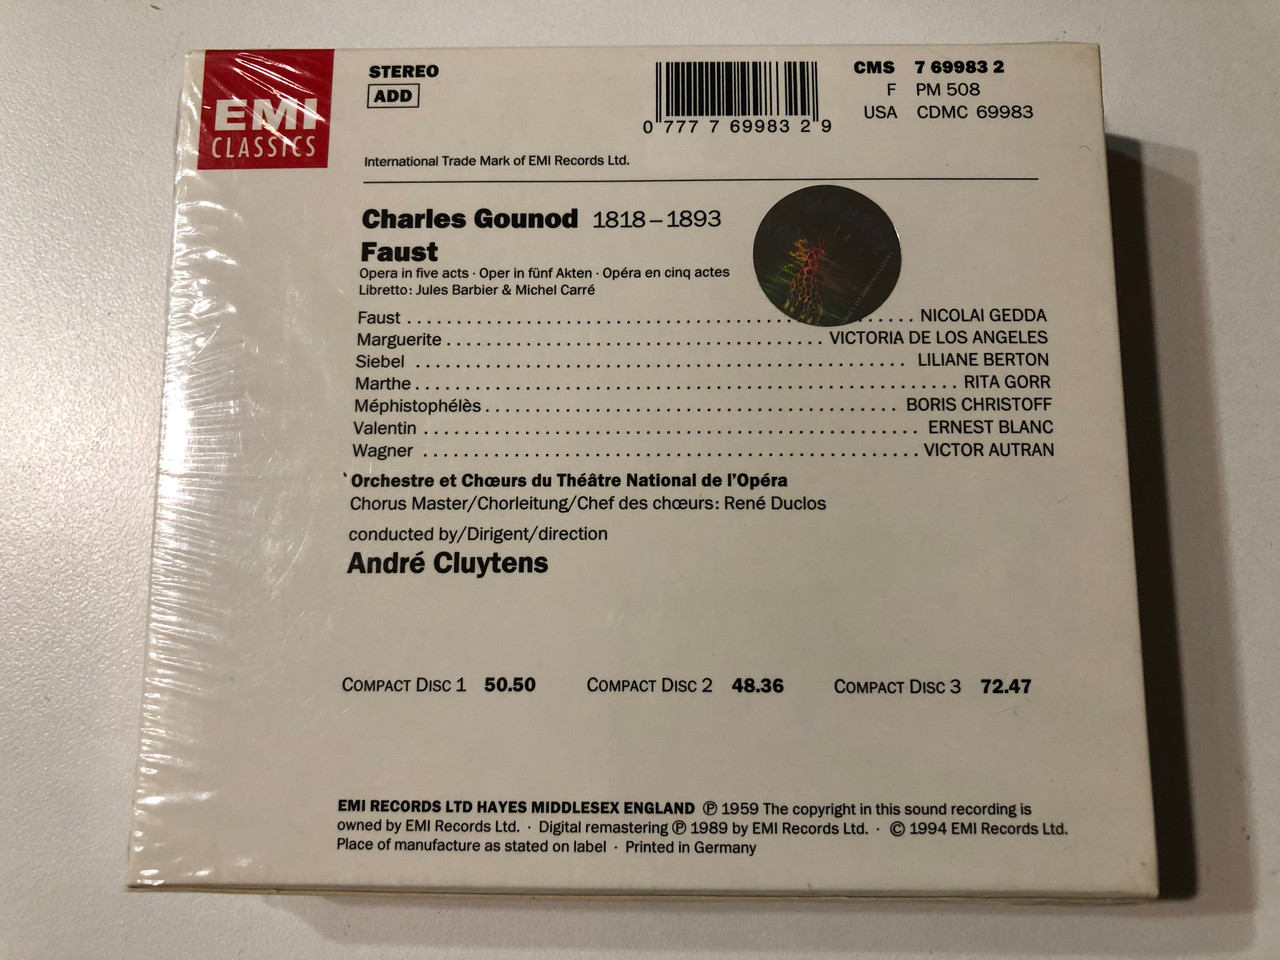 EMI
CLASSICS
STEREO
ADD
0 777 7 69983 2 9
CMS 7 69983 2
F PM 508
USA CDMC 69983
International Trade Mark of EMI Records Ltd.
Charles Gounod 1818–1893
Faust
Opera in five acts · Oper in fünf Akten · Opéra en cinq actes
Libretto: Jules Barbier & Michel Carré
Faust NICOLAI GEDDA
Marguerite VICTORIA DE LOS ANGELES
Siebel LILIANE BERTON
Marthe RITA GORR
Méphistophélès BORIS CHRISTOFF
Valentin ERNEST BLANC
Wagner VICTOR AUTRAN
Orchestre et Chœurs du Théâtre National de l'Opéra
Chorus Master/Chorleitung/Chef des chœurs: René Duclos
conducted by/Dirigent/direction
André Cluytens
COMPACT DISC 1 50.50 COMPACT DISC 2 48.36 COMPACT DISC 3 72.47
EMI RECORDS LTD HAYES MIDDLESEX ENGLAND ℗ 1959 The copyright in this sound recording is
owned by EMI Records Ltd. · Digital remastering ℗ 1989 by EMI Records Ltd. · © 1994 EMI Records Ltd.
Place of manufacture as stated on label · Printed in Germany